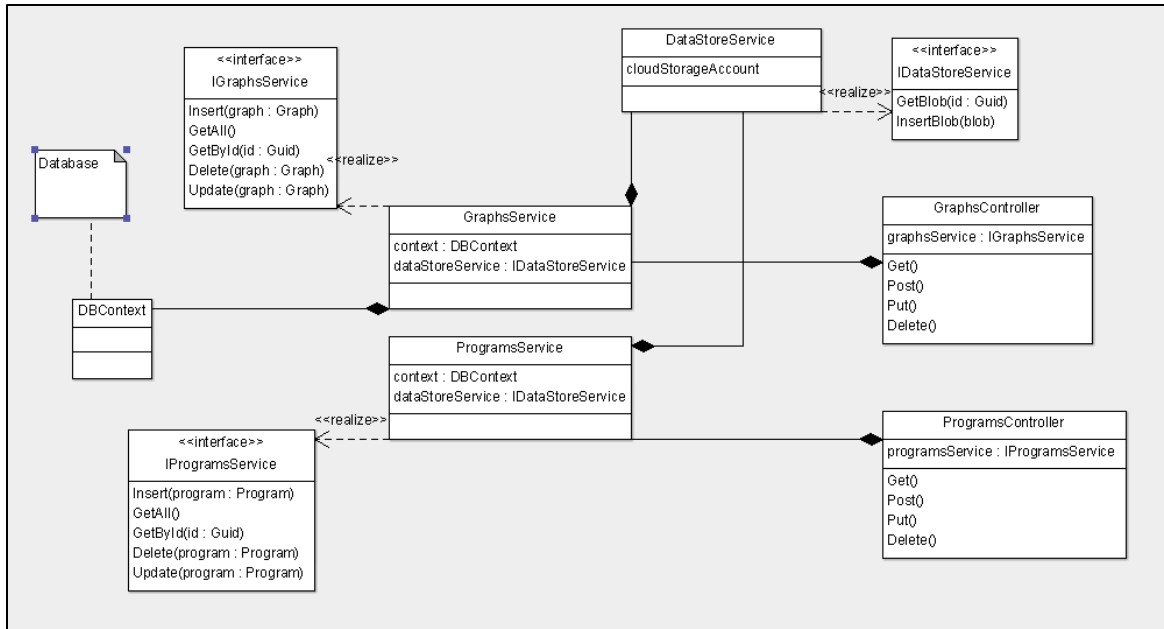 <<interface>>
IGraphsService
Insert(graph : Graph)
GetAll()
GetById(id : Guid)
Delete(graph : Graph)
Update(graph : Graph)
<<realize>>
DataStoreService
cloudStorageAccount
<<realize>>
<<interface>>
IDataStoreService
GetBlob(id : Guid)
InsertBlob(blob)
Database
GraphsService
context : DBContext
dataStoreService : IDataStoreService
GraphsController
graphsService : IGraphsService
Get()
Post()
Put()
Delete()
DBContext
ProgramsService
context : DBContext
dataStoreService : IDataStoreService
<<realize>>
<<interface>>
IProgramsService
Insert(program : Program)
GetAll()
GetById(id : Guid)
Delete(program : Program)
Update(program : Program)
ProgramsController
programsService : IProgramsService
Get()
Post()
Put()
Delete()